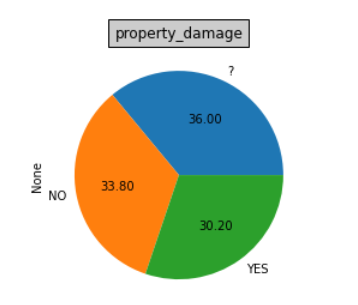 property_damage
?
36.00
None
33.80
NO
30.20
YES